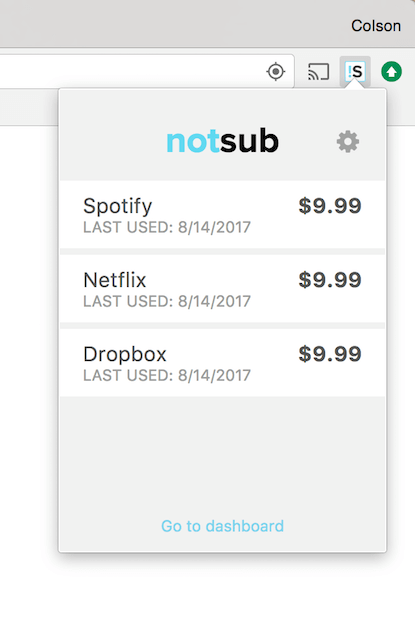 Colson
!S
notsub
Spotify $9.99
LAST USED: 8/14/2017
Netflix $9.99
LAST USED: 8/14/2017
Dropbox $9.99
LAST USED: 8/14/2017
Go to dashboard